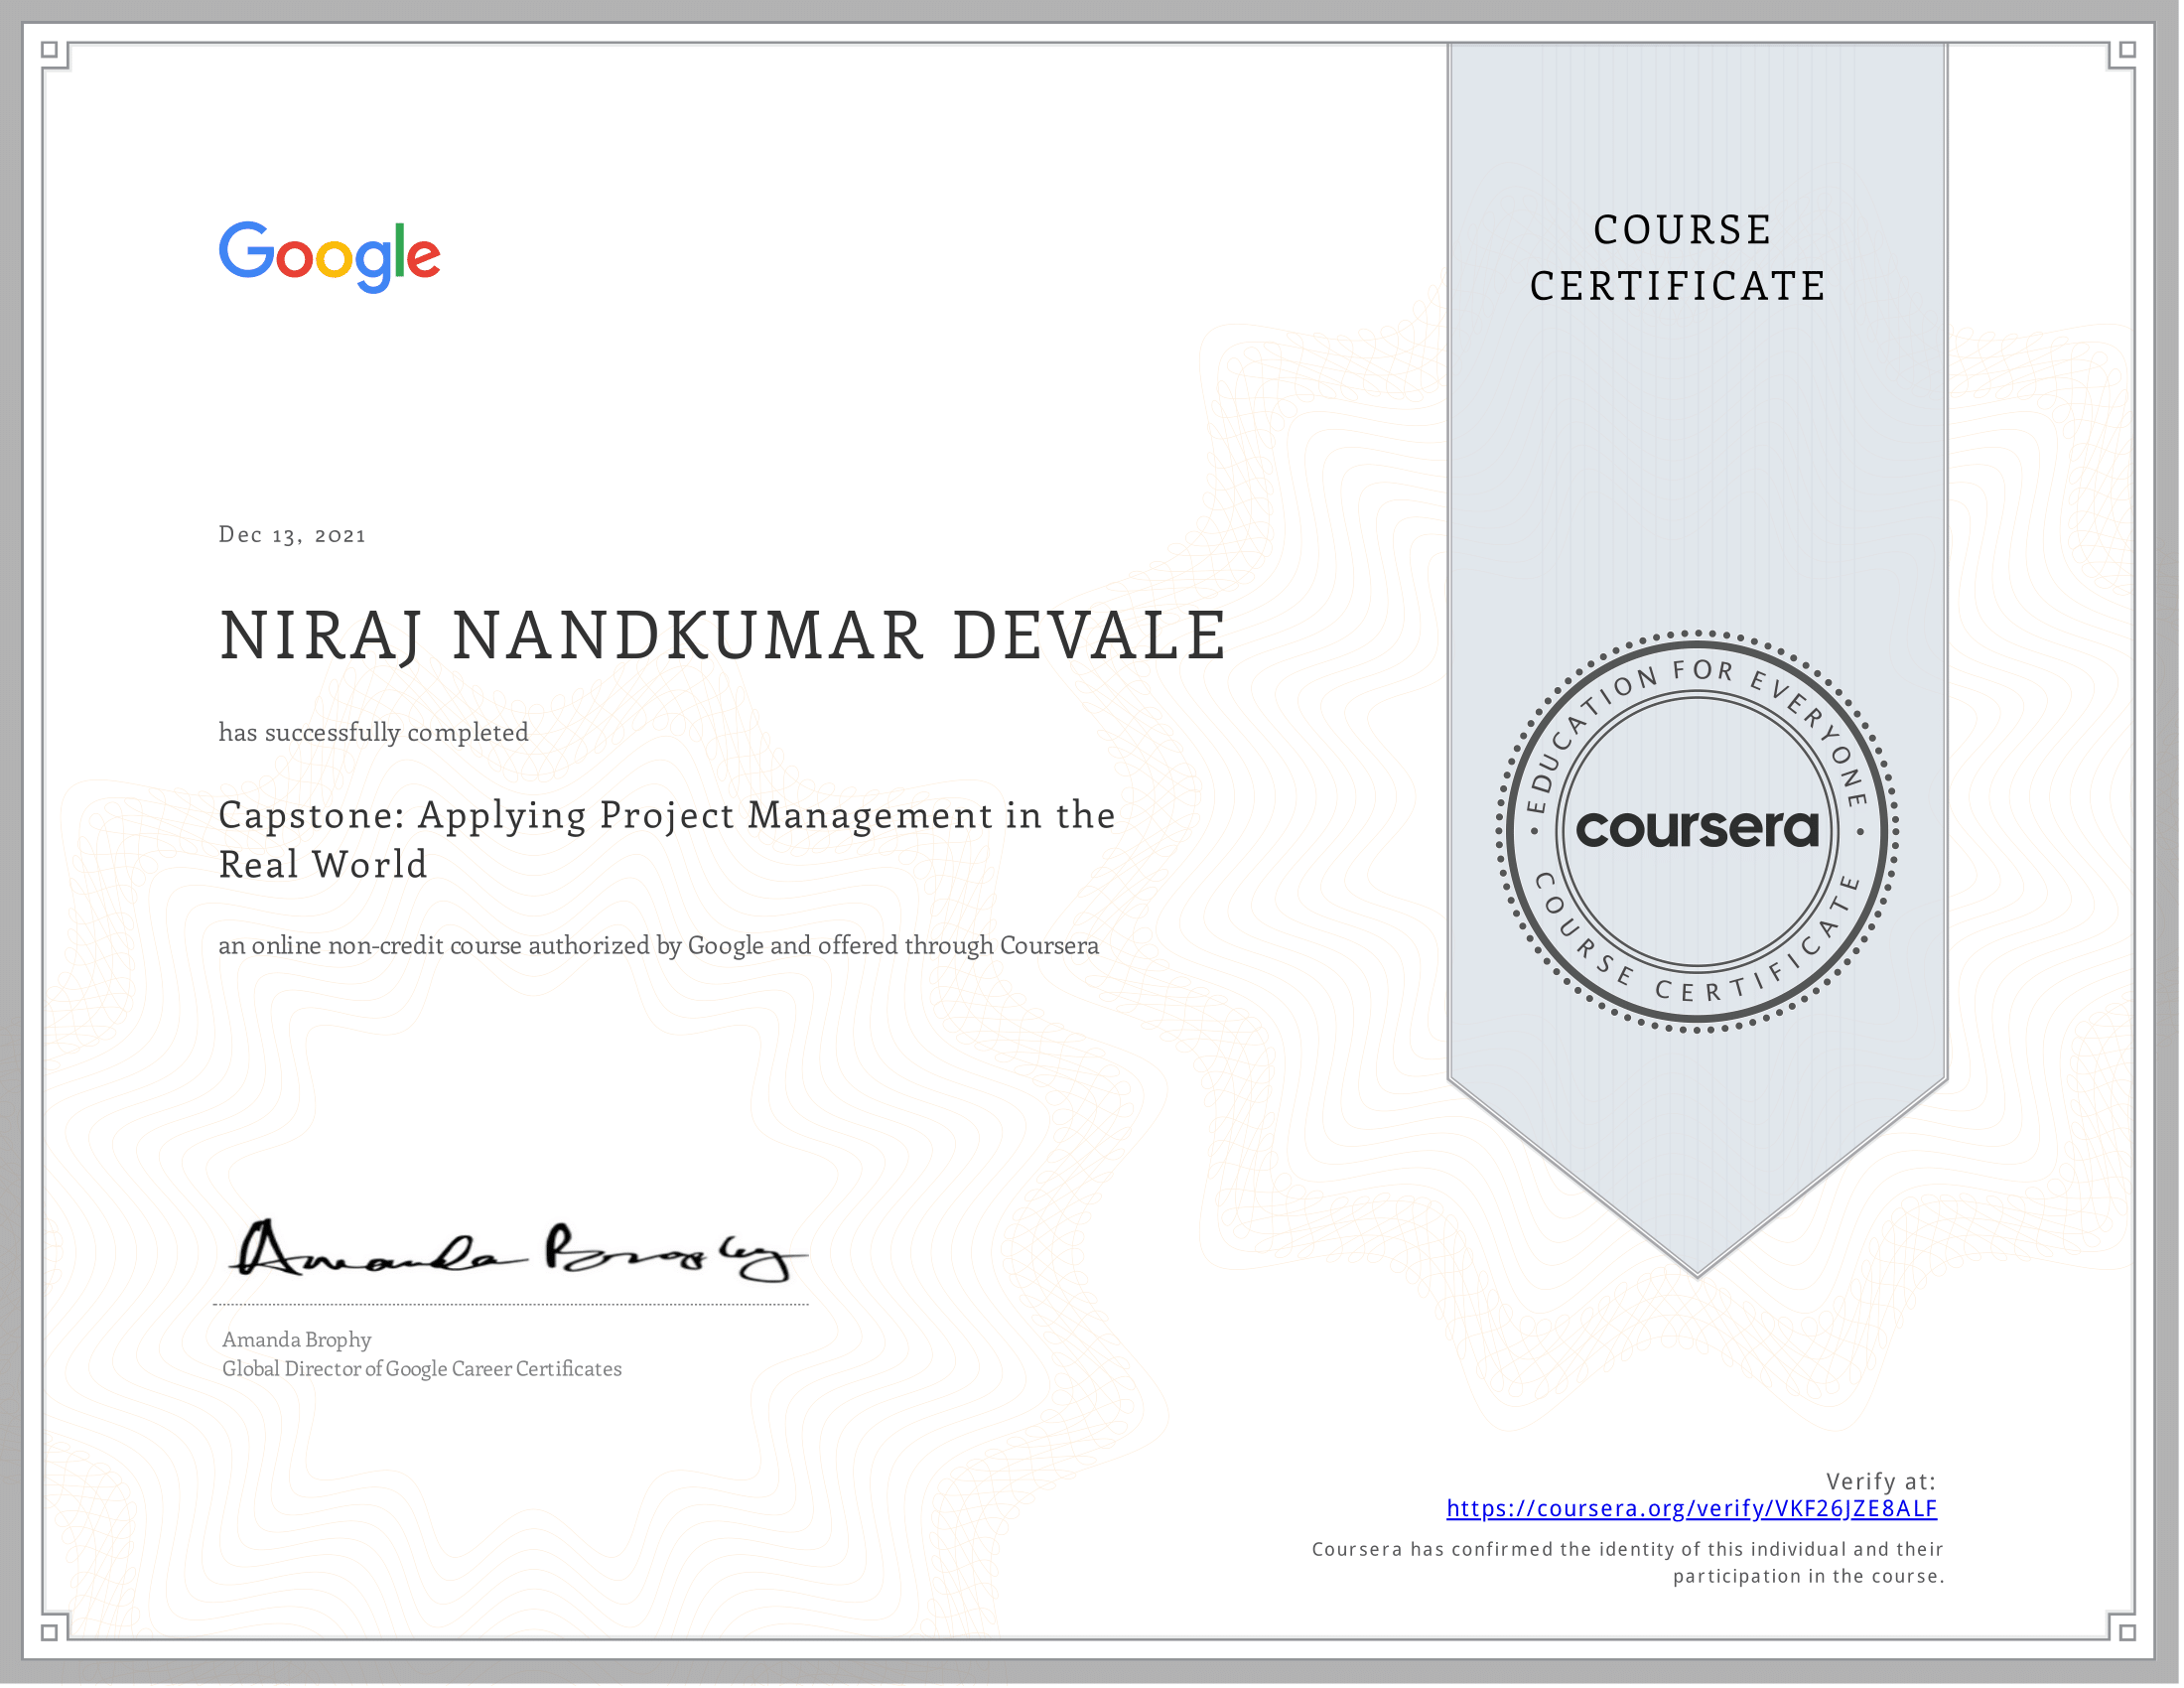 Google
COURSE
CERTIFICATE
Dec 13, 2021
NIRAJ NANDKUMAR DEVALE
has successfully completed
Capstone: Applying Project Management in the
Real World
an online non-credit course authorized by Google and offered through Coursera
EDUCATION FOR EVERYONE
coursera
COURSE CERTIFICATE
Amanda Brophy
Amanda Brophy
Global Director of Google Career Certificates
Verify at:
https://coursera.org/verify/VKF26JZE8ALF
Coursera has confirmed the identity of this individual and their
participation in the course.